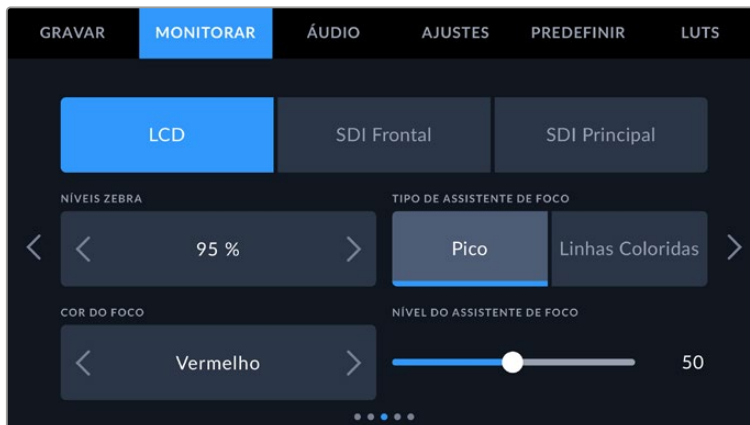 GRAVAR MONITORAR ÁUDIO AJUSTES PREDEFINIR LUTS
LCD SDI Frontal SDI Principal
NÍVEIS ZEBRA TIPO DE ASSISTENTE DE FOCO
95 % Pico Linhas Coloridas
COR DO FOCO NÍVEL DO ASSISTENTE DE FOCO
Vermelho 50